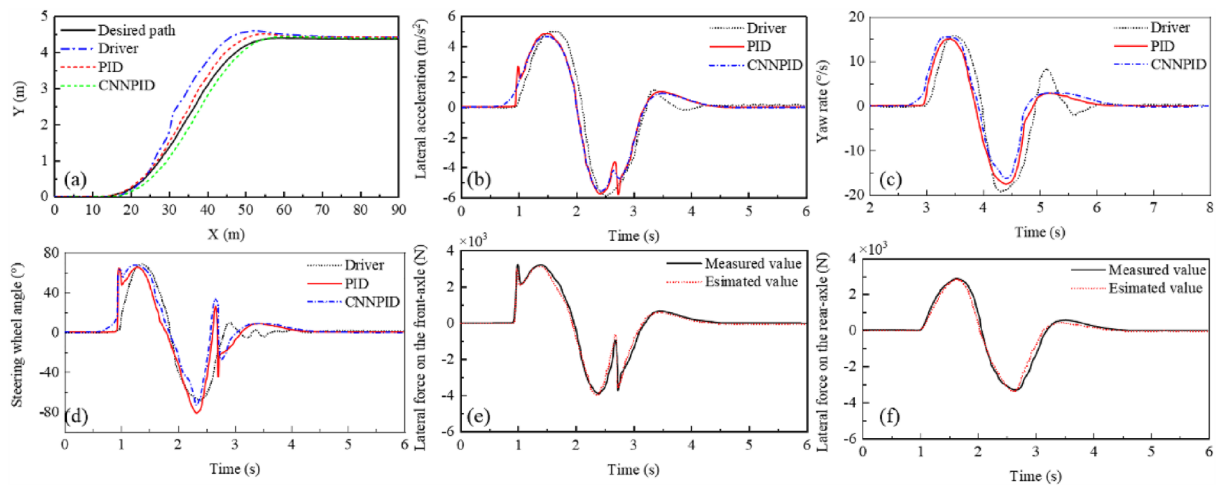 5
4
3
2
1
0
Y (m)
Desired path
Driver
PID
CNNPID
(a)
0 10 20 30 40 50 60 70 80 90
X (m)
6
4
2
0
-2
-4
-6
Lateral acceleration (m/s²)
Driver
PID
CNNPID
(b)
0 1 2 3 4 5 6
Time (s)
20
10
0
-10
-20
Yaw rate (°/s)
Driver
PID
CNNPID
(c)
2 3 4 5 6 7 8
Time (s)
80
40
0
-40
-80
Steering wheel angle (°)
Driver
PID
CNNPID
(d)
0 1 2 3 4 5 6
Time (s)
×10³
4
2
0
-2
-4
-6
Lateral force on the front-axle (N)
Measured value
Esimated value
(e)
0 1 2 3 4 5 6
Time (s)
×10³
4
2
0
-2
-4
-6
Lateral force on the rear-axle (N)
Measured value
Esimated value
(f)
0 1 2 3 4 5 6
Time (s)